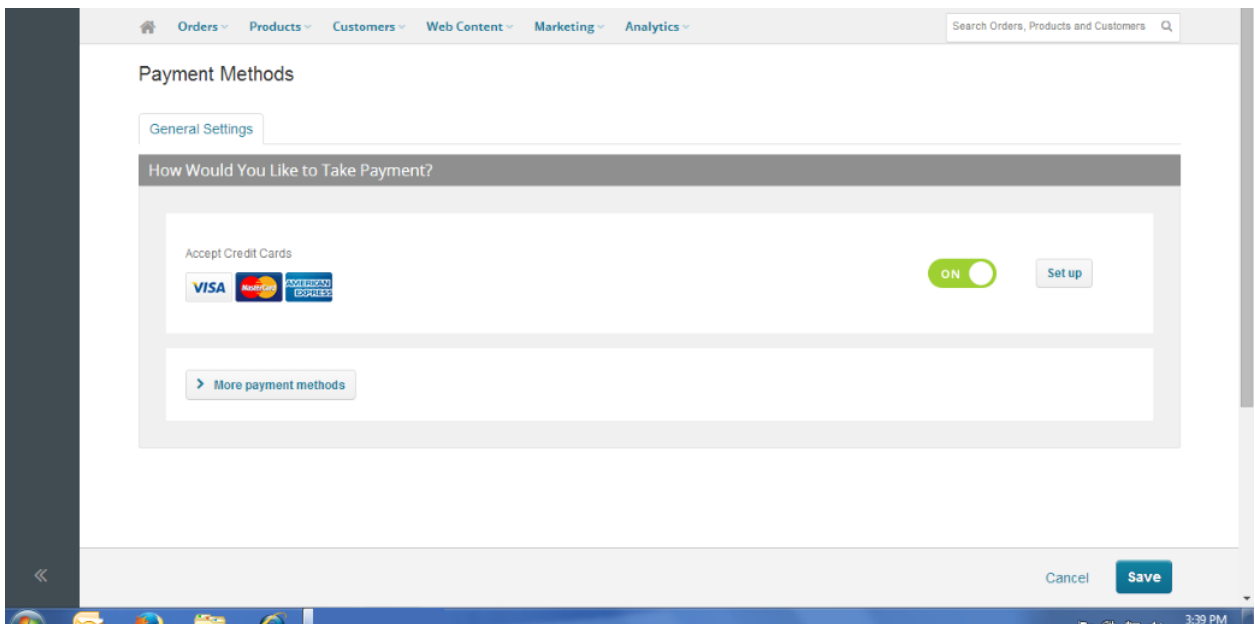 Orders Products Customers Web Content Marketing Analytics Search Orders, Products and Customers
Payment Methods
General Settings
How Would You Like to Take Payment?
Accept Credit Cards
VISA MasterCard AMERICAN EXPRESS
ON Set up
More payment methods
Cancel Save
3:39 PM